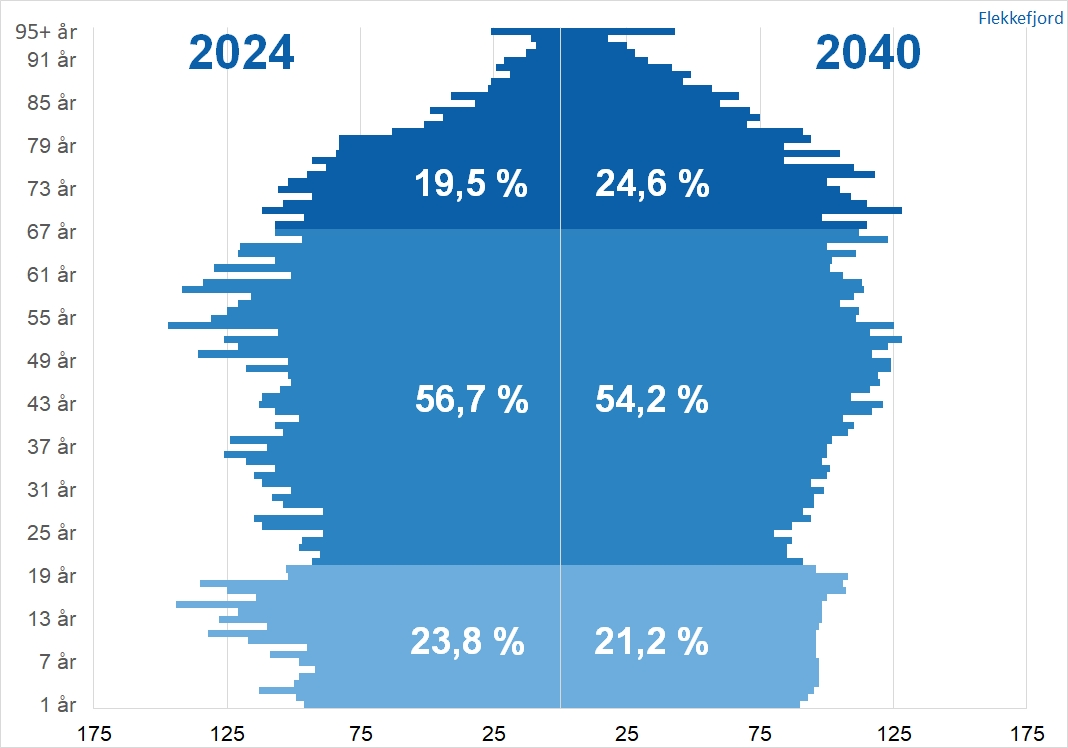 Flekkefjord
2024
2040
95+ år
91 år
85 år
79 år
73 år
67 år
61 år
55 år
49 år
43 år
37 år
31 år
25 år
19 år
13 år
7 år
1 år
19,5 %
24,6 %
56,7 %
54,2 %
23,8 %
21,2 %
175 125 75 25 25 75 125 175